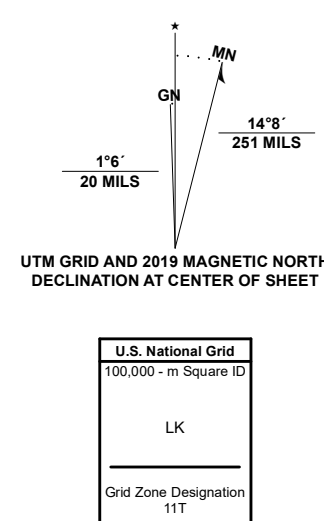 ★
MN
GN
14°8´
251 MILS
1°6´
20 MILS
UTM GRID AND 2019 MAGNETIC NORTH
DECLINATION AT CENTER OF SHEET
U.S. National Grid
100,000 - m Square ID
LK
Grid Zone Designation
11T